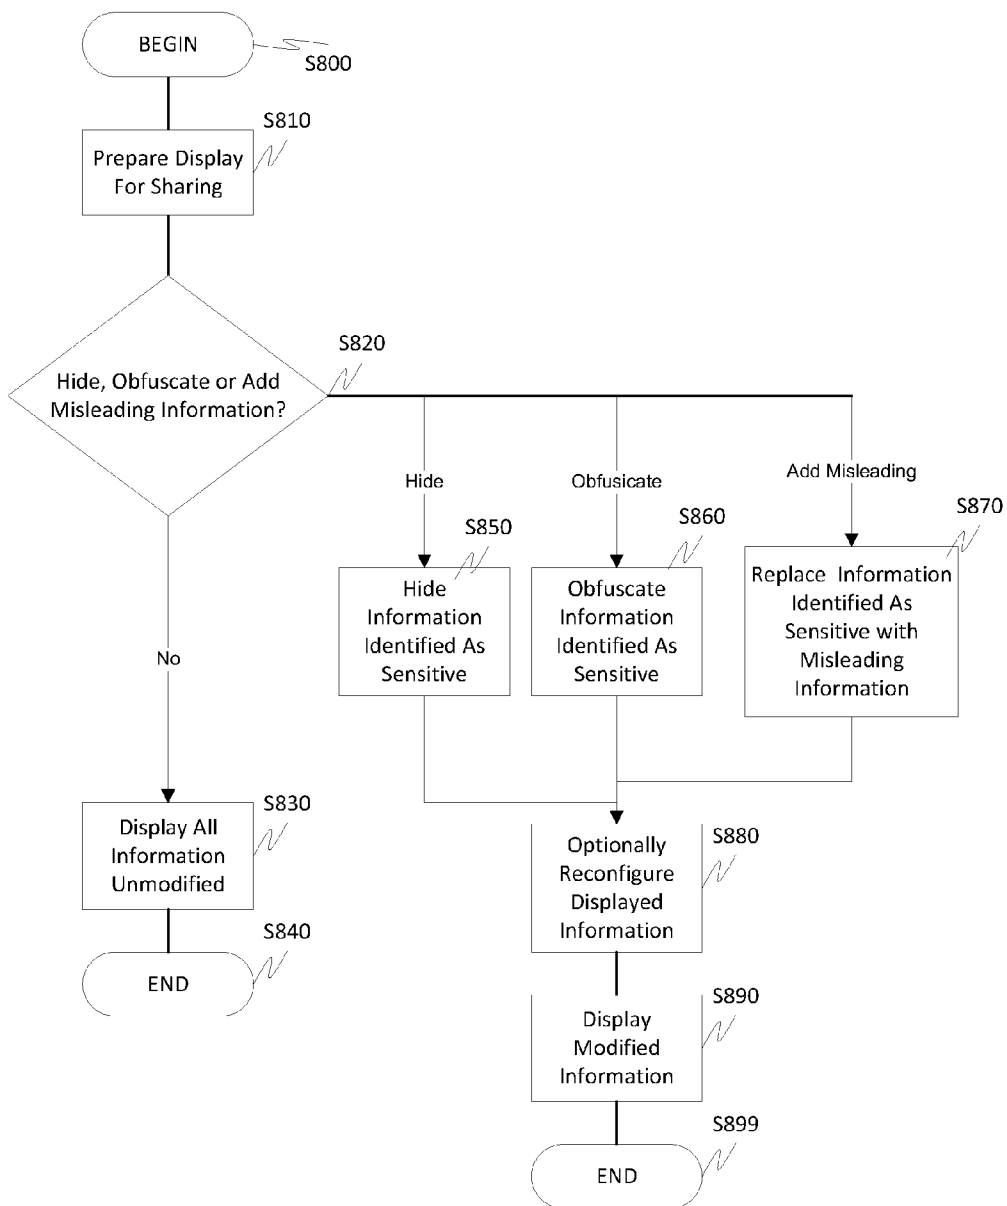 BEGIN
S800
S810
Prepare Display
For Sharing
S820
Hide, Obfuscate or Add
Misleading Information?
Hide
Obfusicate
Add Misleading
S850
S860
S870
Hide
Information
Identified As
Sensitive
Obfuscate
Information
Identified As
Sensitive
Replace Information
Identified As
Sensitive with
Misleading
Information
No
S830
Display All
Information
Unmodified
S840
END
S880
Optionally
Reconfigure
Displayed
Information
S890
Display
Modified
Information
S899
END